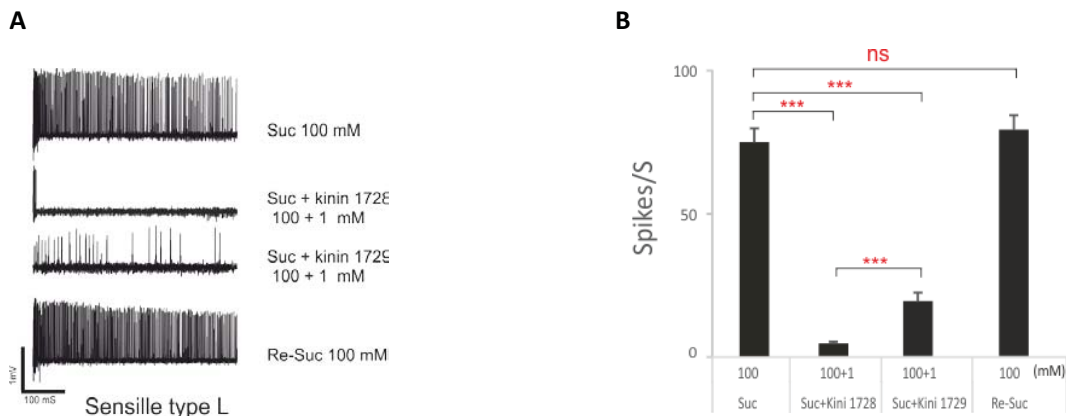 A
Suc 100 mM
Suc + kinin 1728
100 + 1 mM
Suc + kinin 1729
100 + 1 mM
Re-Suc 100 mM
1mV
100 mS
Sensille type L
B
ns
***
***
***
Spikes/S
100
50
0
100 100+1 100+1 100 (mM)
Suc Suc+Kini 1728 Suc+Kini 1729 Re-Suc